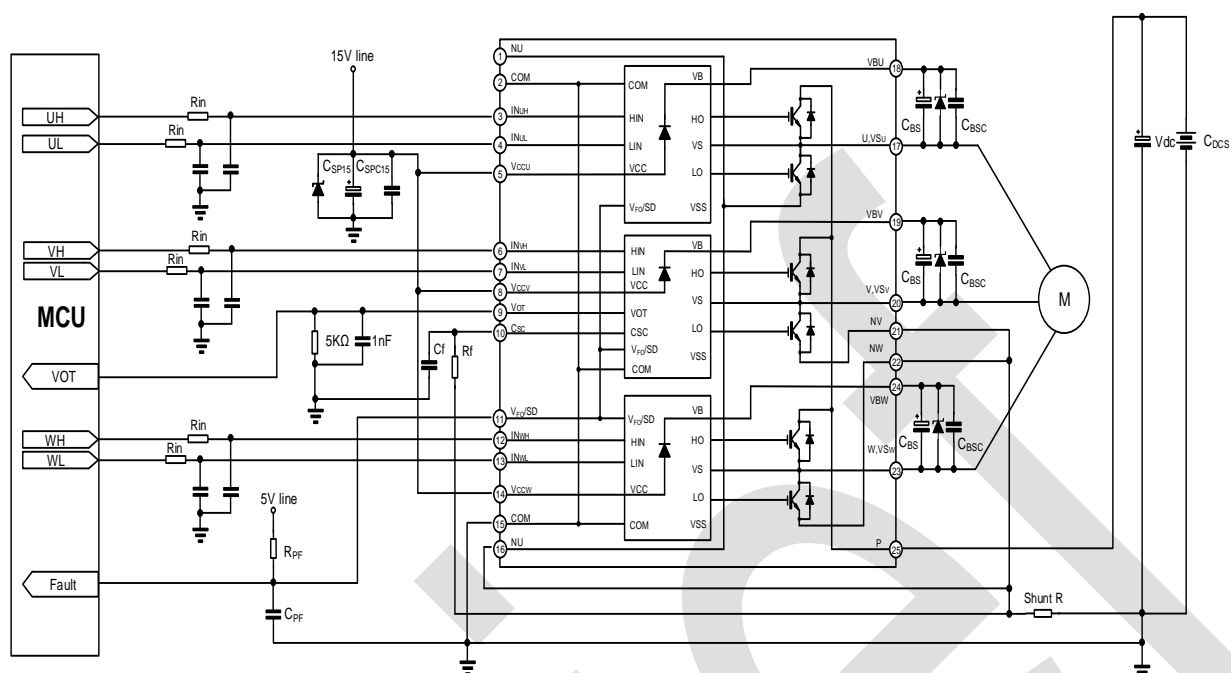 MCU
UH
UL
VH
VL
VOT
WH
WL
Fault
Rin
Rin
Rin
Rin
Rin
Rin
15V line
CSP15
CSPC15
5KΩ
1nF
Cf
Rf
5V line
RPF
CPF
1
NU
2
COM
3
INUH
4
INUL
5
VCCU
6
INVH
7
INVL
8
VCCV
9
VOT
10
CSC
11
VFO/SD
12
INWH
13
INWL
14
VCCW
15
COM
16
NU
COM
HIN
LIN
VCC
VFO/SD
VB
HO
VS
LO
VSS
HIN
LIN
VCC
VOT
CSC
VFO/SD
COM
VB
HO
VS
LO
VSS
VFO/SD
HIN
LIN
VCC
COM
VB
HO
VS
LO
VSS
VBU
18
U,VSU
17
VBV
19
V,VSV
20
NV
21
NW
22
24
VBW
W,VSW
23
P
25
CBS
CBSC
CBS
CBSC
CBS
CBSC
M
Vdc
CDCS
Shunt R